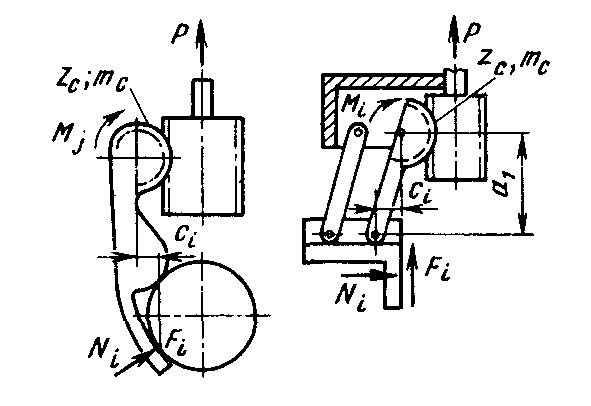 P
z_c; m_c
M_j
c_i
F_i
N_i
P
z_c, m_c
M_i
c_i
a_1
F_i
N_i